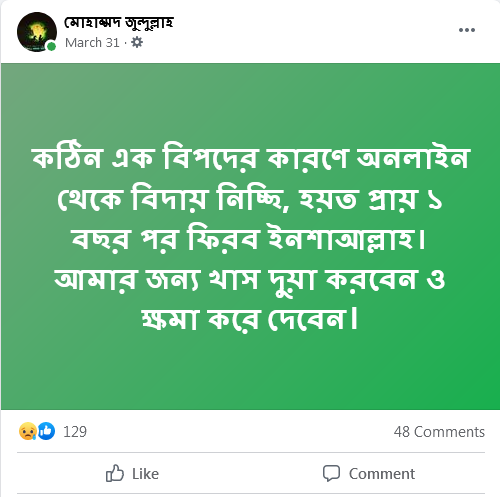 মোহাম্মদ জুন্দুল্লাহ
March 31 ·
কঠিন এক বিপদের কারণে অনলাইন
থেকে বিদায় নিচ্ছি, হয়ত প্রায় ১
বছর পর ফিরব ইনশাআল্লাহ।
আমার জন্য খাস দুয়া করবেন ও
ক্ষমা করে দেবেন।
129
48 Comments
Like
Comment